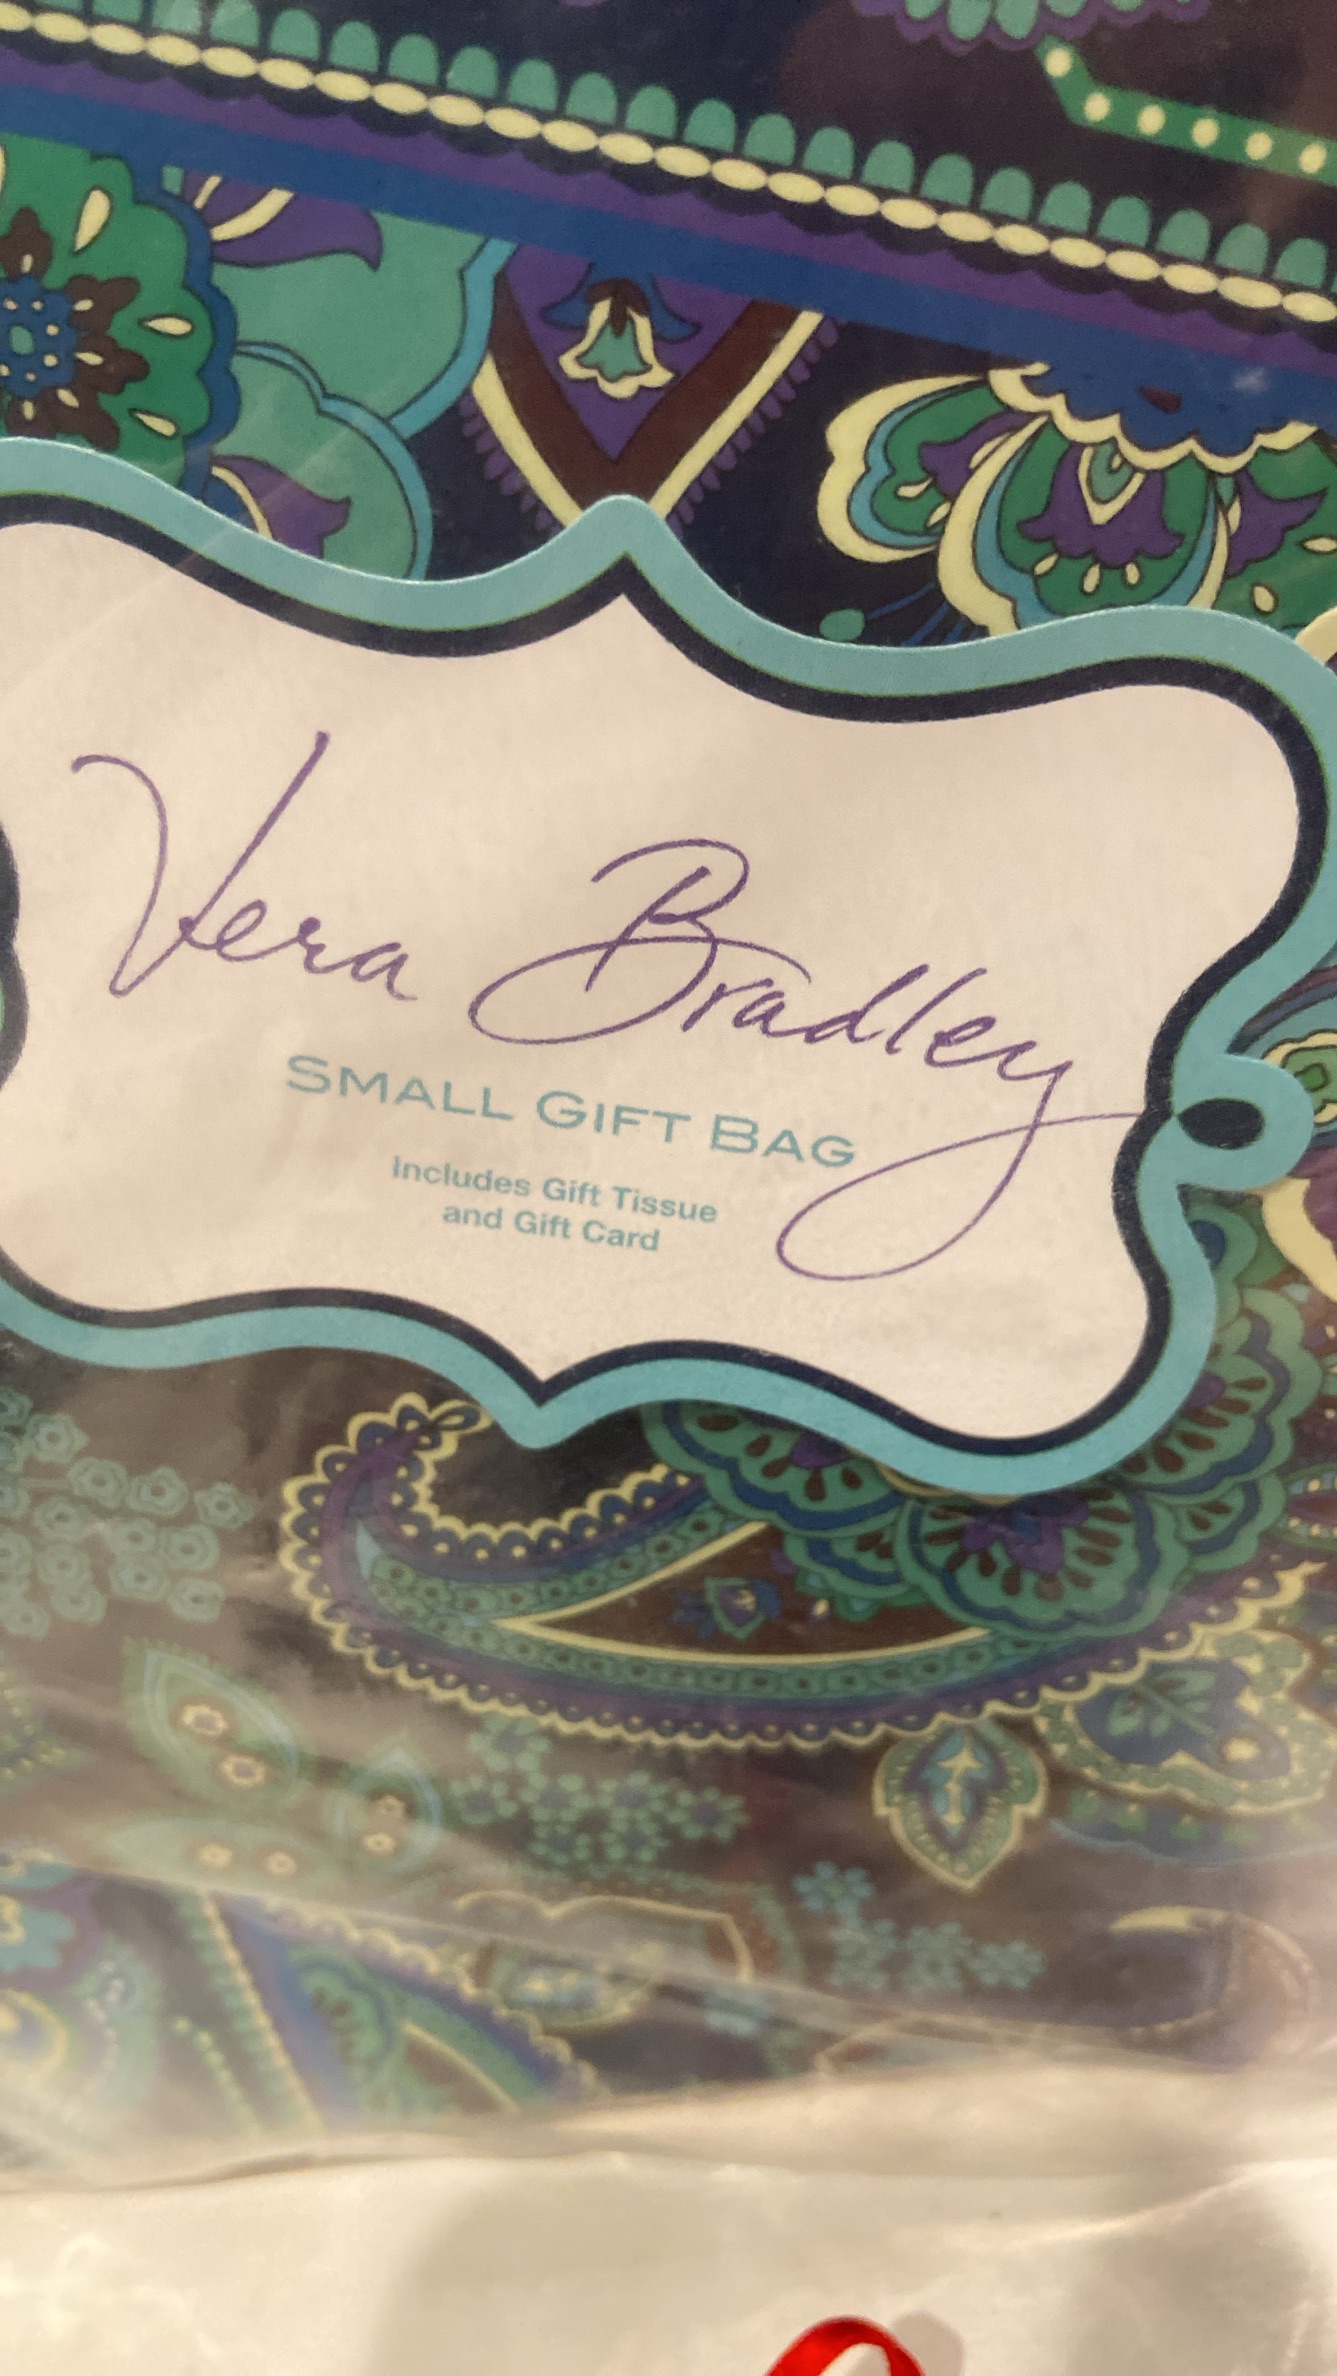 Vera Bradley
SMALL GIFT BAG
Includes Gift Tissue
and Gift Card